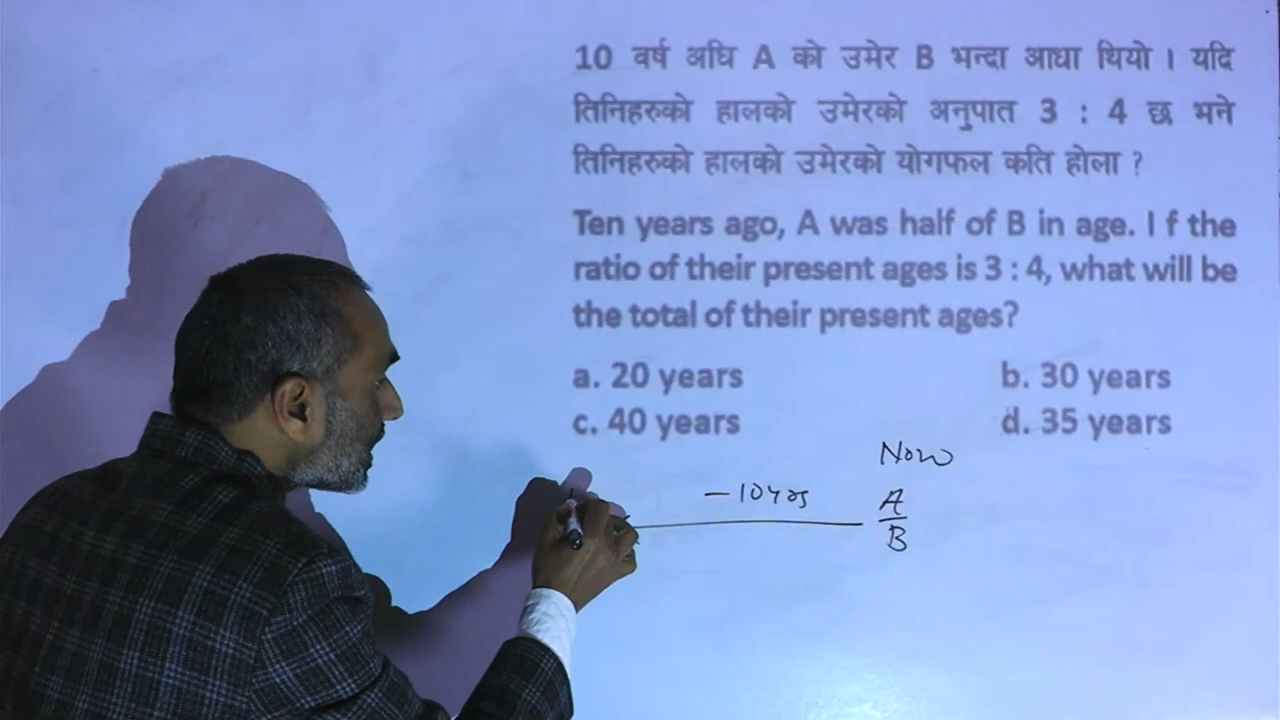 10 वर्ष अघि A को उमेर B भन्दा आधा थियो । यदि
तिनिहरुको हालको उमेरको अनुपात 3 : 4 छ भने
तिनिहरुको हालको उमेरको योगफल कति होला ?
Ten years ago, A was half of B in age. I f the
ratio of their present ages is 3 : 4, what will be
the total of their present ages?
a. 20 years b. 30 years
c. 40 years d. 35 years
Now
- 10 yrs
A
B